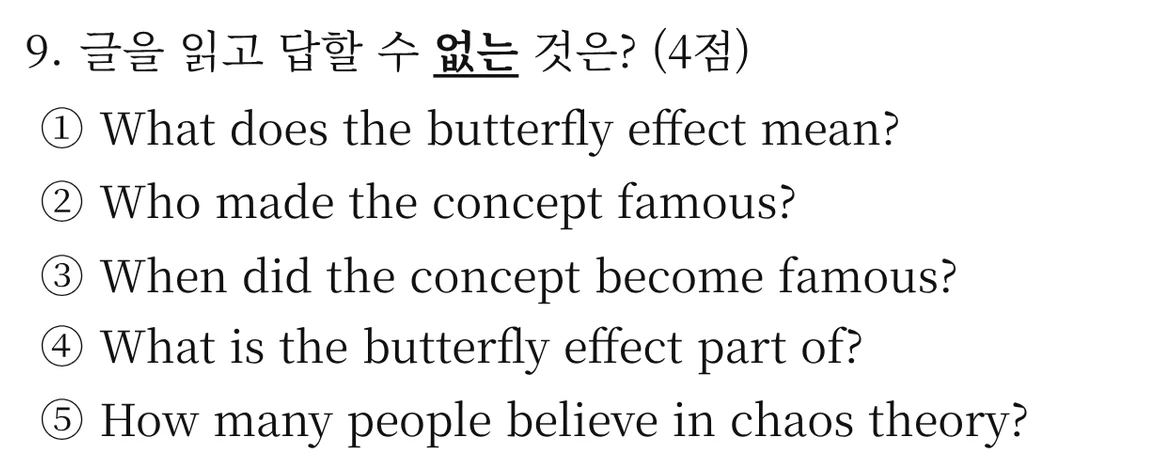 9. 글을 읽고 답할 수 없는 것은? (4점)
① What does the butterfly effect mean?
② Who made the concept famous?
③ When did the concept become famous?
④ What is the butterfly effect part of?
⑤ How many people believe in chaos theory?